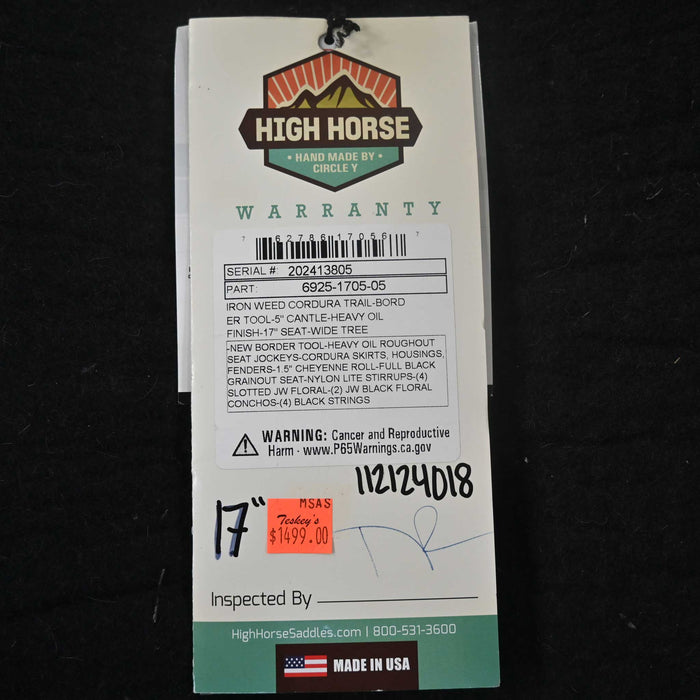 HIGH HORSE
• HAND MADE BY •
CIRCLE Y
WARRANTY
7 62786 17056 7
SERIAL #: 202413805
PART: 6925-1705-05
IRON WEED CORDURA TRAIL-BORD
ER TOOL-5" CANTLE-HEAVY OIL
FINISH-17" SEAT-WIDE TREE
-NEW BORDER TOOL-HEAVY OIL ROUGHOUT
SEAT JOCKEYS-CORDURA SKIRTS, HOUSINGS,
FENDERS-1.5" CHEYENNE ROLL-FULL BLACK
GRAINOUT SEAT-NYLON LITE STIRRUPS-(4)
SLOTTED JW FLORAL-(2) JW BLACK FLORAL
CONCHOS-(4) BLACK STRINGS
WARNING: Cancer and Reproductive
Harm - www.P65Warnings.ca.gov
112124018
17"
MSAS
Teskey's
$1499.00
Inspected By
HighHorseSaddles.com | 800-531-3600
MADE IN USA